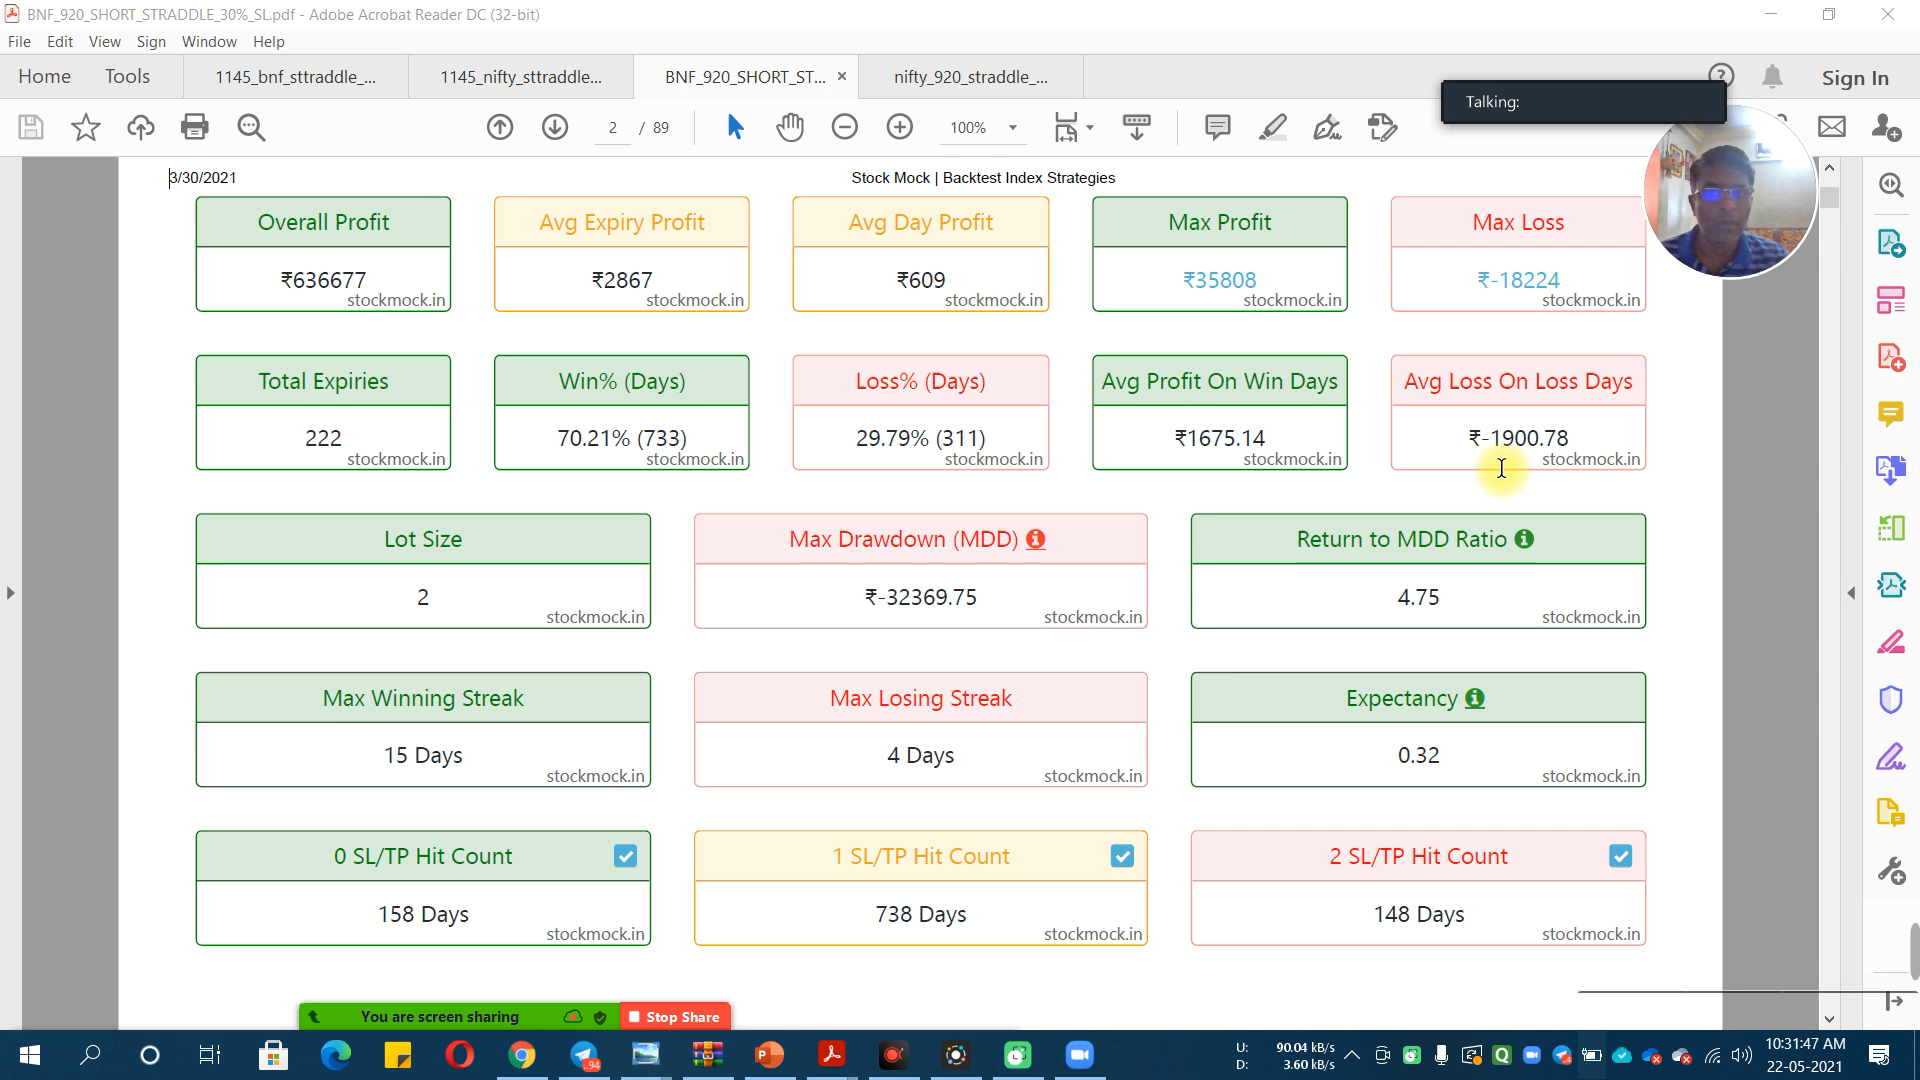 BNF_920_SHORT_STRADDLE_30%_SL.pdf - Adobe Acrobat Reader DC (32-bit)
File Edit View Sign Window Help
Home Tools 1145_bnf_sttraddle_... 1145_nifty_sttraddle... BNF_920_SHORT_ST... × nifty_920_straddle_... Sign In
Talking:
2 / 89 100%
3/30/2021 Stock Mock | Backtest Index Strategies
Overall Profit Avg Expiry Profit Avg Day Profit Max Profit Max Loss
₹636677 ₹2867 ₹609 ₹35808 ₹-18224
stockmock.in stockmock.in stockmock.in stockmock.in stockmock.in
Total Expiries Win% (Days) Loss% (Days) Avg Profit On Win Days Avg Loss On Loss Days
222 70.21% (733) 29.79% (311) ₹1675.14 ₹-1900.78
stockmock.in stockmock.in stockmock.in stockmock.in stockmock.in
Lot Size Max Drawdown (MDD) Return to MDD Ratio
2 ₹-32369.75 4.75
stockmock.in stockmock.in stockmock.in
Max Winning Streak Max Losing Streak Expectancy
15 Days 4 Days 0.32
stockmock.in stockmock.in stockmock.in
0 SL/TP Hit Count 1 SL/TP Hit Count 2 SL/TP Hit Count
158 Days 738 Days 148 Days
stockmock.in stockmock.in stockmock.in
You are screen sharing Stop Share
94
U: 90.04 kB/s
D: 3.60 kB/s
10:31:47 AM
22-05-2021